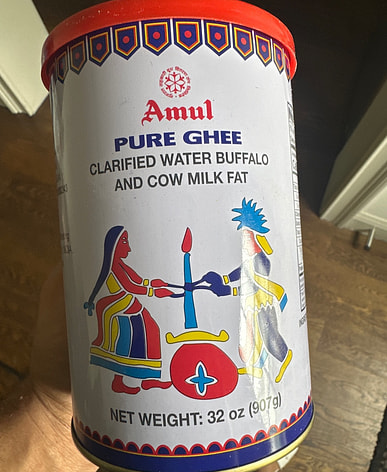 Amul
PURE GHEE
CLARIFIED WATER BUFFALO
AND COW MILK FAT
NET WEIGHT: 32 oz (907g)